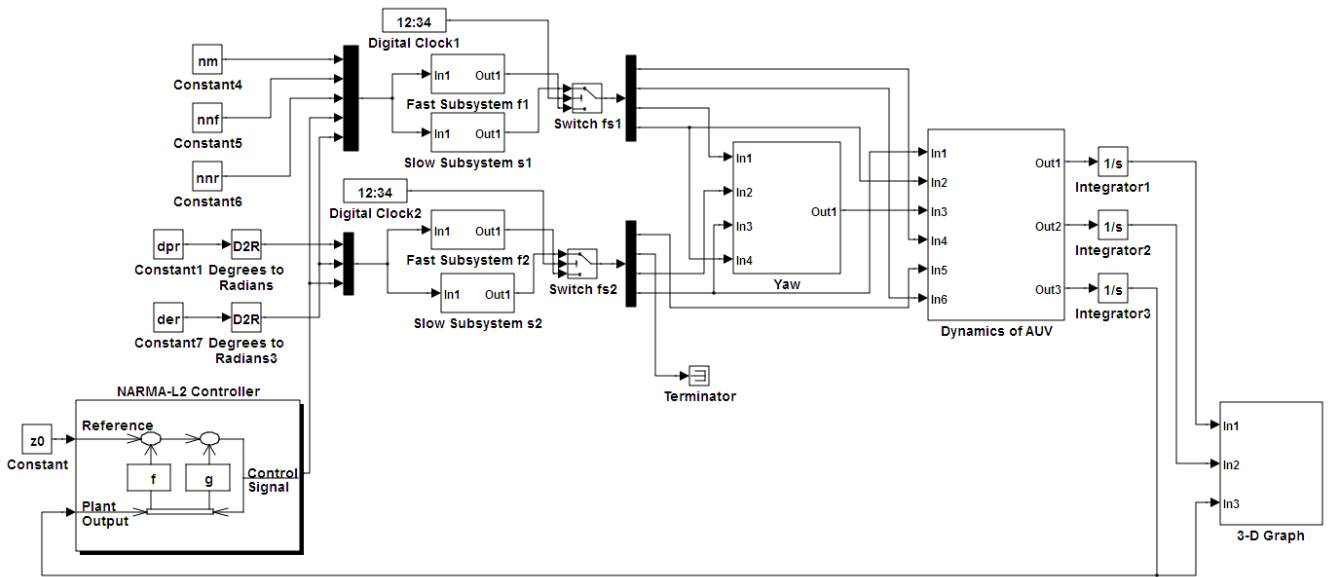 12:34
Digital Clock1
nm
Constant4
In1 Out1
Fast Subsystem f1
Switch fs1
nnf
Constant5
In1 Out1
Slow Subsystem s1
nnr
Constant6
12:34
Digital Clock2
In1 Out1
Fast Subsystem f2
Switch fs2
dpr
Constant1
D2R
Degrees to
Radians
In1 Out1
Slow Subsystem s2
der
Constant7
D2R
Degrees to
Radians3
In1
In2
In3
In4
Out1
Yaw
In1
In2
In3
In4
In5
In6
Out1
Out2
Out3
Dynamics of AUV
1/s
Integrator1
1/s
Integrator2
1/s
Integrator3
Terminator
NARMA-L2 Controller
z0
Constant
Reference
f
g
Control
Signal
Plant
Output
In1
In2
In3
3-D Graph